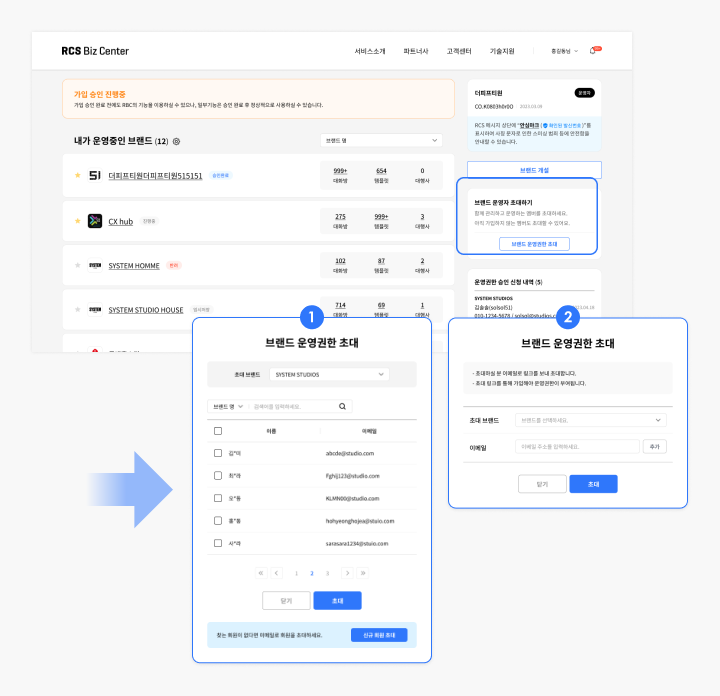 RCS Biz Center
서비스소개 파트너사 고객센터 기술지원 홍길동님
가입 승인 진행중
가입 승인 완료 전에도 RBC의 기능을 이용하실 수 있으나, 일부기능은 승인 완료 후 정상적으로 사용하실 수 있습니다.
내가 운영중인 브랜드 (12)
브랜드 명
더피프티원더피프티원515151 승인완료
999+ 654 0
대화방 템플릿 대행사
CX hub 진행중
275 999+ 3
대화방 템플릿 대행사
SYSTEM HOMME 반려
102 87 2
대화방 템플릿 대행사
SYSTEM STUDIO HOUSE 임시저장
714 69 1
대화방 템플릿 대행사
더피프티원 운영자
CO.K0803h0r0O 2023.03.09
RCS 메시지 상단에 "안심마크 ( 확인된 발신번호 )"를
표시하여 사칭 문자로 인한 스미싱 범죄 등에 안전함을
안내할 수 있습니다.
브랜드 개설
브랜드 운영자 초대하기
함께 관리하고 운영하는 멤버를 초대하세요.
아직 가입하지 않는 멤버도 초대할 수 있어요.
브랜드 운영권한 초대
운영권한 승인 신청 내역 (5)
SYSTEM STUDIOS
김솔솔(solsol51)
010-1234-5678 / solsol@studios.c
1
브랜드 운영권한 초대
초대 브랜드 SYSTEM STUDIOS
브랜드 명 검색어를 입력하세요.
이름 이메일
김*미 abcde@studio.com
최*라 Fghij123@studio.com
오*용 KLMN00@studio.com
홍*동 hohyeonghojea@stuio.com
사*라 sarasara1234@stuio.com
1 2 3
닫기 초대
찾는 회원이 없다면 이메일로 회원을 초대하세요. 신규 회원 초대
2
브랜드 운영권한 초대
- 초대하실 분 이메일로 링크를 보내 초대합니다.
- 초대 링크를 통해 가입해야 운영권한이 부여됩니다.
초대 브랜드 브랜드를 선택하세요.
이메일 이메일 주소를 입력하세요. 추가
닫기 초대